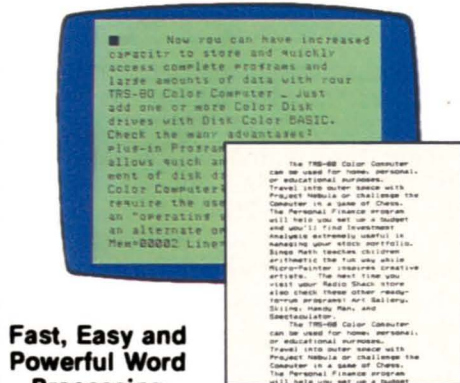 Now you can have increased
capacity to store and quickly
access complete programs and
large amounts of data with your
TRS-80 Color Computer _ Just
add one or more Color Disk
drives with Disk Color BASIC.
Check the many advantages:
plug-in Program
allows quick an
ment of disk d
Color Computer
require the use
an "operating
an alternate o
Mem=00002 Line=
The TRS-80 Color Computer
can be used for home, personal,
or educational purposes.
Travel into outer space with
Project Nebula or challenge the
Computer in a game of Chess.
The Personal Finance program
will help you set up a budget
and you'll find Investment
Analysis extremely useful in
managing your stock portfolio.
Bingo Math teaches children
arithmetic the fun way while
Micro-Painter inspires creative
artists. The next time you
visit your Radio Shack store
also check these other ready-
to-run programs: Art Gallery,
Skiing, Handy Man, and
Spectaculator.
The TRS-80 Color Computer
can be used for home, personal,
or educational purposes.
Travel into outer space with
Project Nebula or challenge the
Computer in a game of Chess.
The Personal Finance program
will help you set up a budget
Fast, Easy and
Powerful Word
Processing